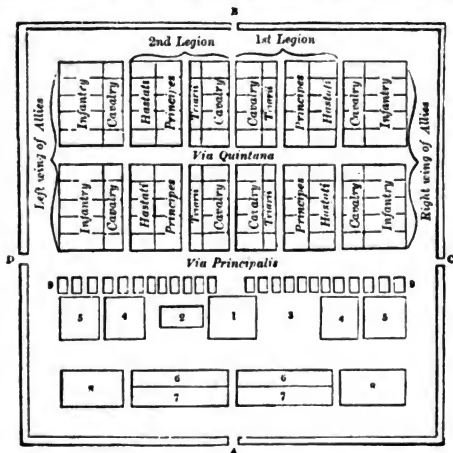 B
2nd Legion 1st Legion
Left wing of Allies
Infantry Cavalry Hastati Principes Triarii Cavalry Cavalry Triarii Principes Hastati Cavalry Infantry
Right wing of Allies
Via Quintana
Infantry Cavalry Hastati Principes Triarii Cavalry Cavalry Triarii Principes Hastati Cavalry Infantry
D Via Principalis C
9 9
5 4 2 1 3 4 5
6 6
7 7
A